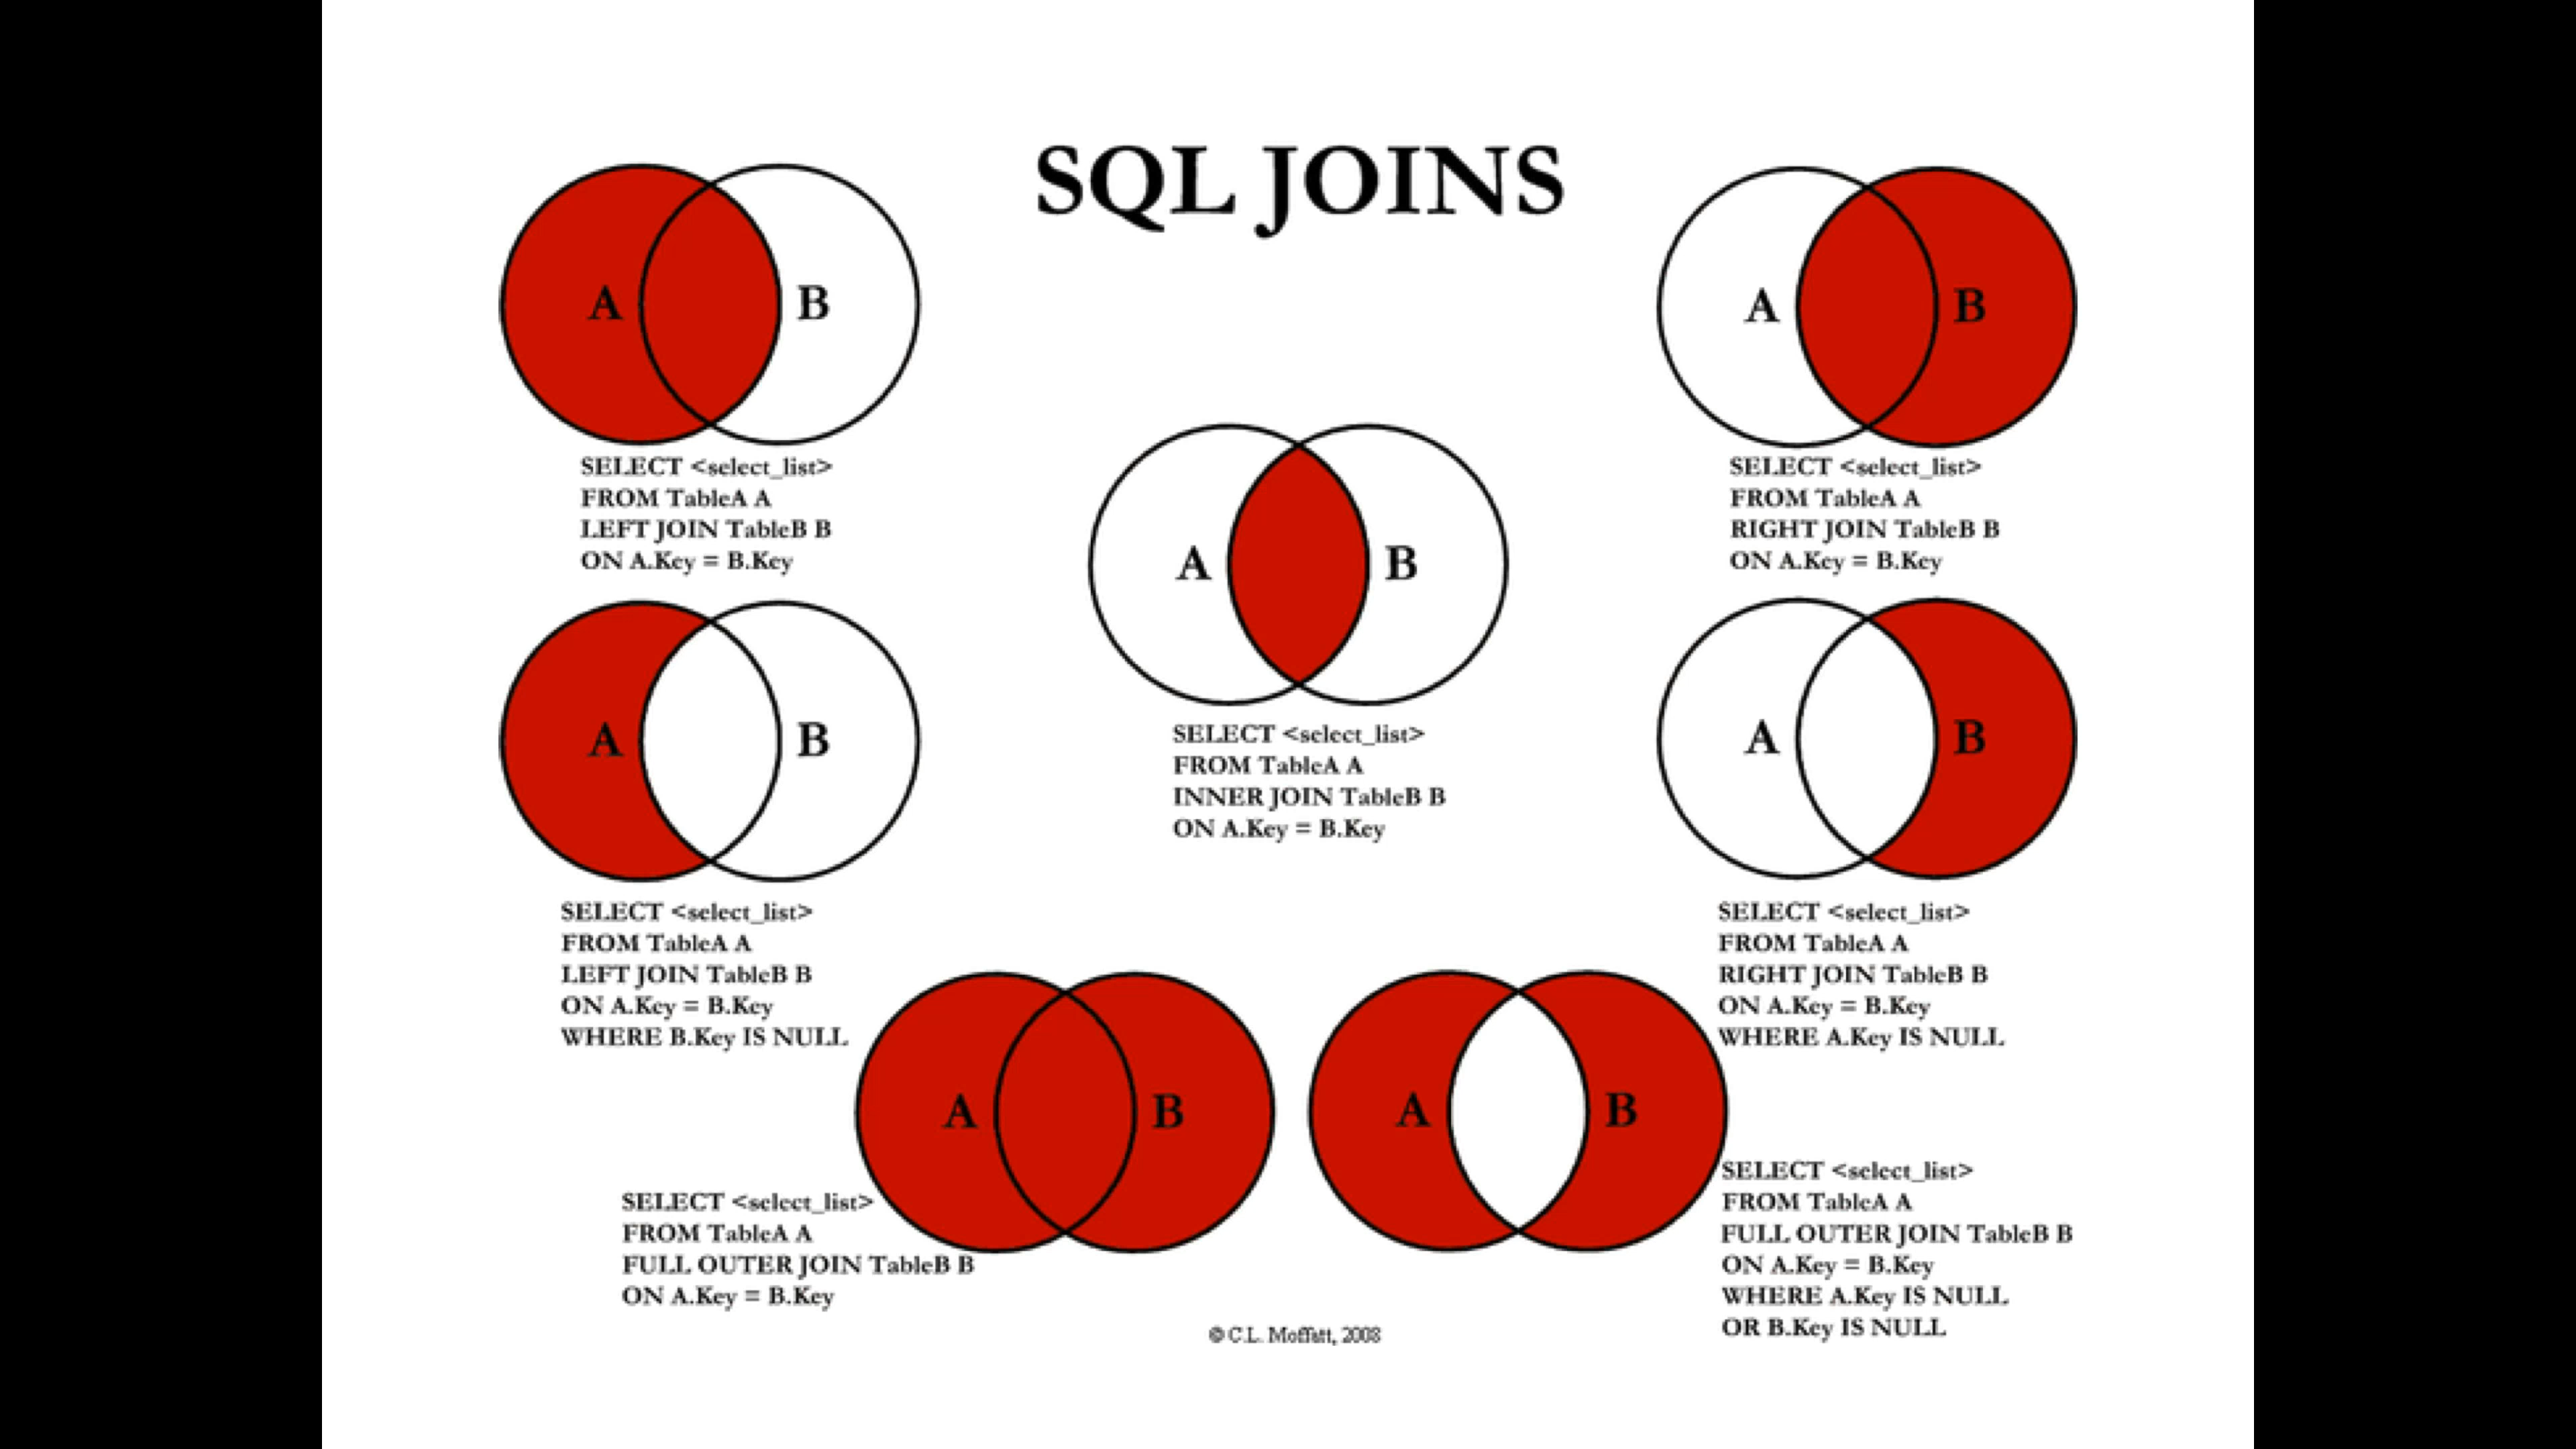 SQL JOINS
A B
SELECT <select_list>
FROM TableA A
LEFT JOIN TableB B
ON A.Key = B.Key
A B
SELECT <select_list>
FROM TableA A
RIGHT JOIN TableB B
ON A.Key = B.Key
A B
SELECT <select_list>
FROM TableA A
INNER JOIN TableB B
ON A.Key = B.Key
A B
SELECT <select_list>
FROM TableA A
LEFT JOIN TableB B
ON A.Key = B.Key
WHERE B.Key IS NULL
A B
SELECT <select_list>
FROM TableA A
RIGHT JOIN TableB B
ON A.Key = B.Key
WHERE A.Key IS NULL
A B
SELECT <select_list>
FROM TableA A
FULL OUTER JOIN TableB B
ON A.Key = B.Key
A B
SELECT <select_list>
FROM TableA A
FULL OUTER JOIN TableB B
ON A.Key = B.Key
WHERE A.Key IS NULL
OR B.Key IS NULL
© C.L. Moffatt, 2008